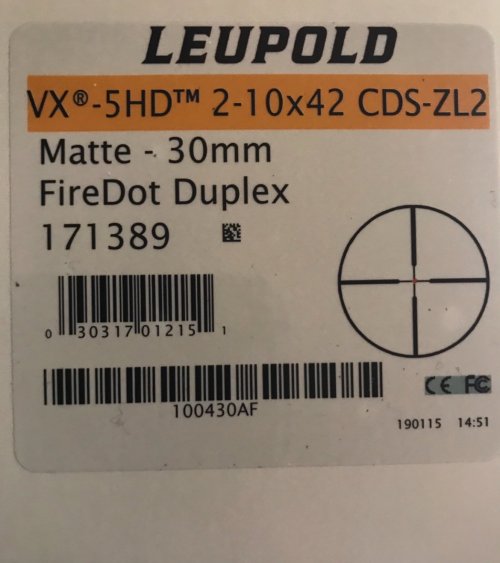 LEUPOLD
VX®-5HD™ 2-10x42 CDS-ZL2
Matte - 30mm
FireDot Duplex
171389
0 30317 01215 1
100430AF
CE FC
190115 14:51